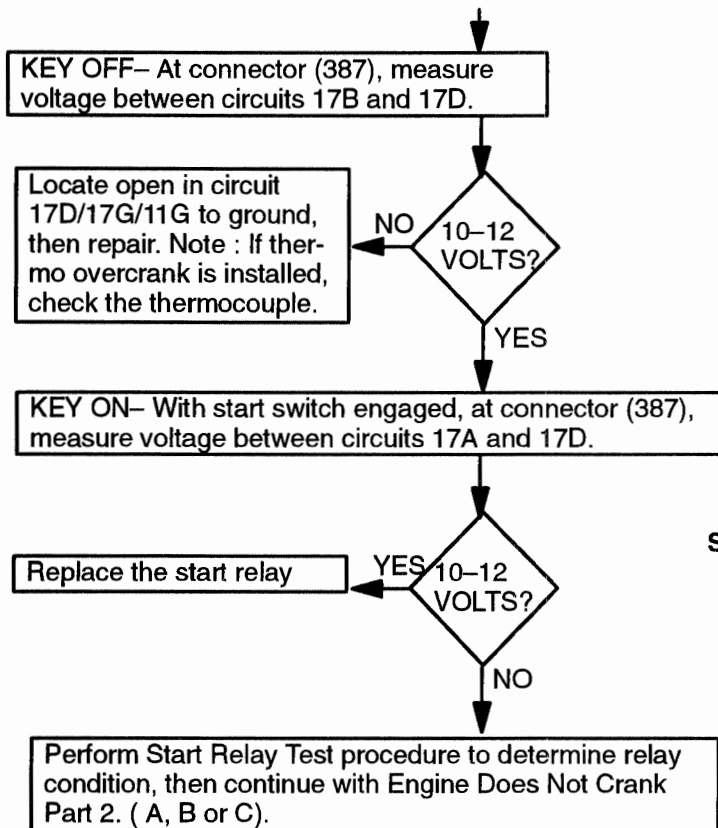 KEY OFF– At connector (387), measure
voltage between circuits 17B and 17D.
Locate open in circuit
17D/17G/11G to ground,
then repair. Note : If ther-
mo overcrank is installed,
check the thermocouple.
NO
10–12
VOLTS?
YES
KEY ON– With start switch engaged, at connector (387),
measure voltage between circuits 17A and 17D.
S
Replace the start relay
YES
10–12
VOLTS?
NO
Perform Start Relay Test procedure to determine relay
condition, then continue with Engine Does Not Crank
Part 2. ( A, B or C).